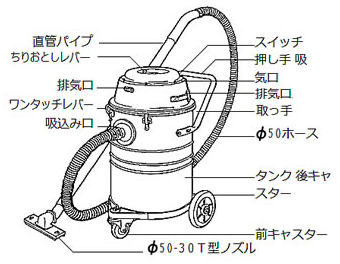 直管パイプ
ちりおとしレバー
排気口
ワンタッチレバー
吸込み口
スイッチ
押し手 吸
気口
排気口
取っ手
φ50ホース
タンク 後キャ
スター
前キャスター
φ50-30T型ノズル